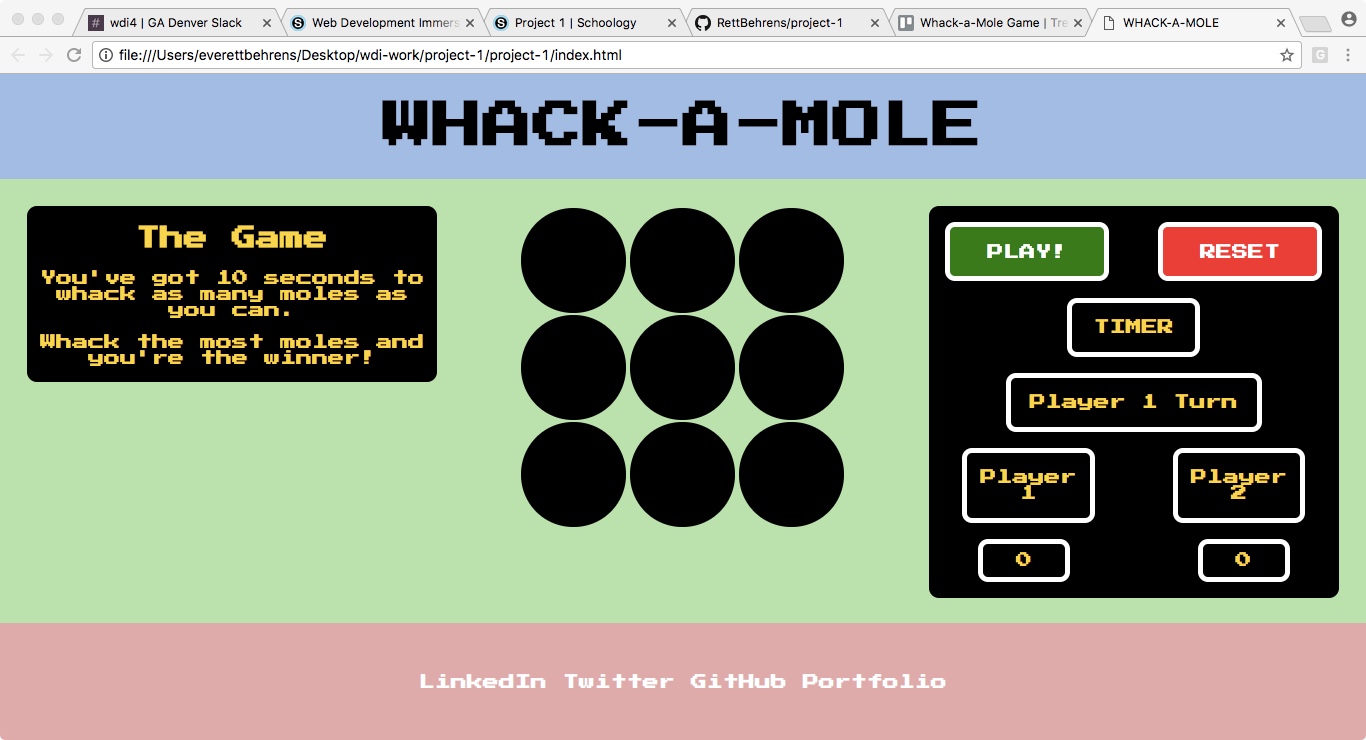 wdi4 | GA Denver Slack
Web Development Immers
Project 1 | Schoology
RettBehrens/project-1
Whack-a-Mole Game | Tre
WHACK-A-MOLE
file:///Users/everettbehrens/Desktop/wdi-work/project-1/project-1/index.html
WHACK-A-MOLE
The Game
You've got 10 seconds to
whack as many moles as
you can.
Whack the most moles and
you're the winner!
PLAY!
RESET
TIMER
Player 1 Turn
Player
1
Player
2
0
0
LinkedIn Twitter GitHub Portfolio